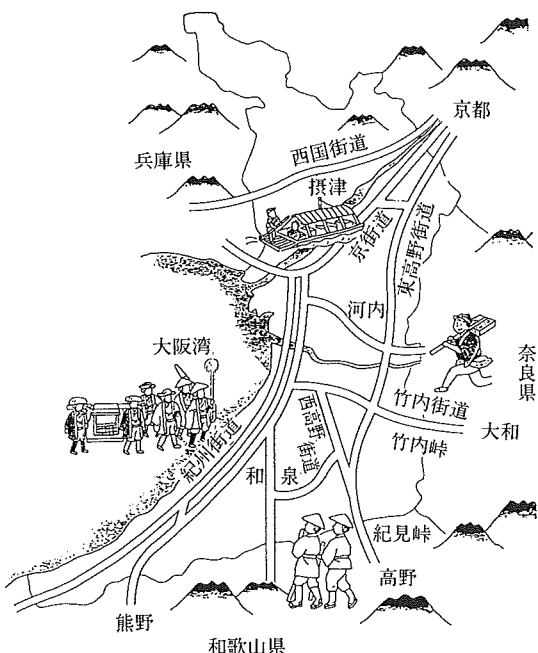 京都
兵庫県
西国街道
摂津
京街道
東高野街道
河内
大阪湾
奈良県
竹内街道
大和
竹内峠
西高野
街道
紀州街道
和泉
紀見峠
高野
熊野
和歌山県